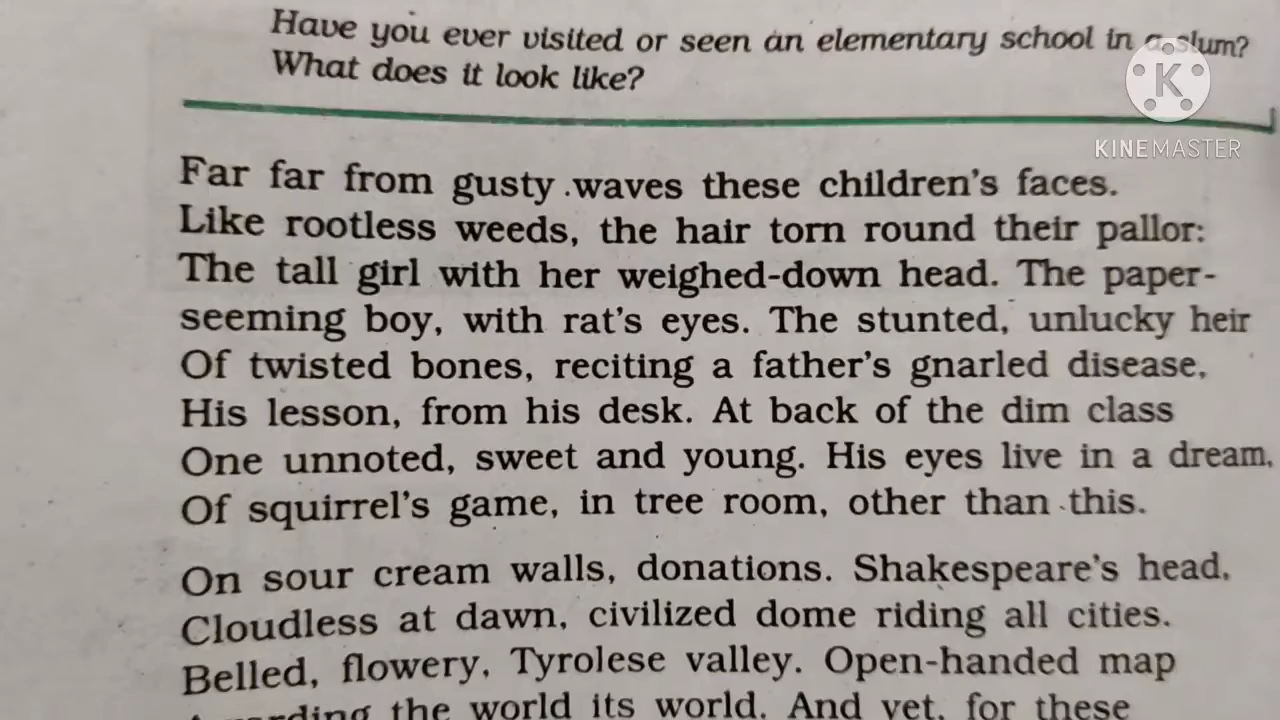 Have you ever visited or seen an elementary school in a slum?
What does it look like?
KINEMASTER
Far far from gusty waves these children's faces.
Like rootless weeds, the hair torn round their pallor:
The tall girl with her weighed-down head. The paper-
seeming boy, with rat's eyes. The stunted, unlucky heir
Of twisted bones, reciting a father's gnarled disease,
His lesson, from his desk. At back of the dim class
One unnoted, sweet and young. His eyes live in a dream,
Of squirrel's game, in tree room, other than this.
On sour cream walls, donations. Shakespeare's head,
Cloudless at dawn, civilized dome riding all cities.
Belled, flowery, Tyrolese valley. Open-handed map
the world its world. And yet, for these